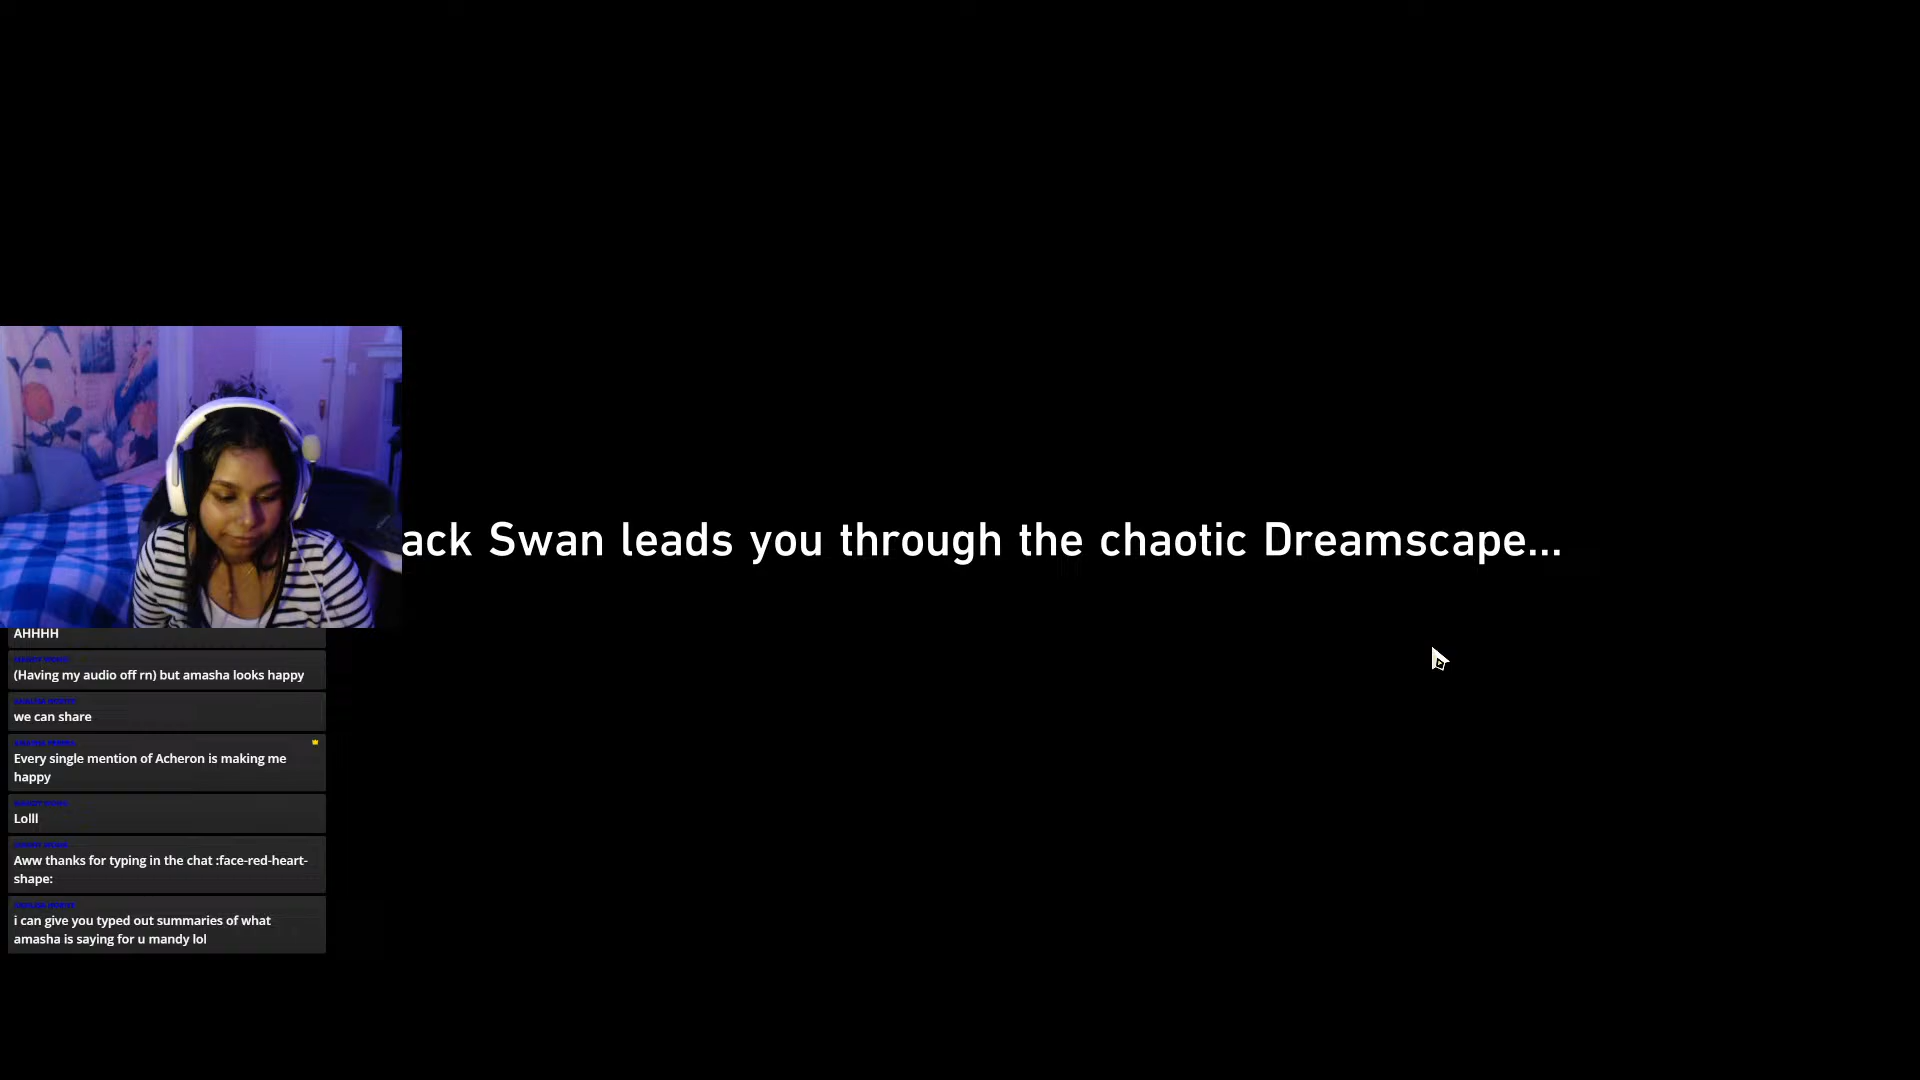 ack Swan leads you through the chaotic Dreamscape...
AHHHH
(Having my audio off rn) but amasha looks happy
we can share
Every single mention of Acheron is making me
happy
Lolll
Aww thanks for typing in the chat :face-red-heart-
shape:
i can give you typed out summaries of what
amasha is saying for u mandy lol